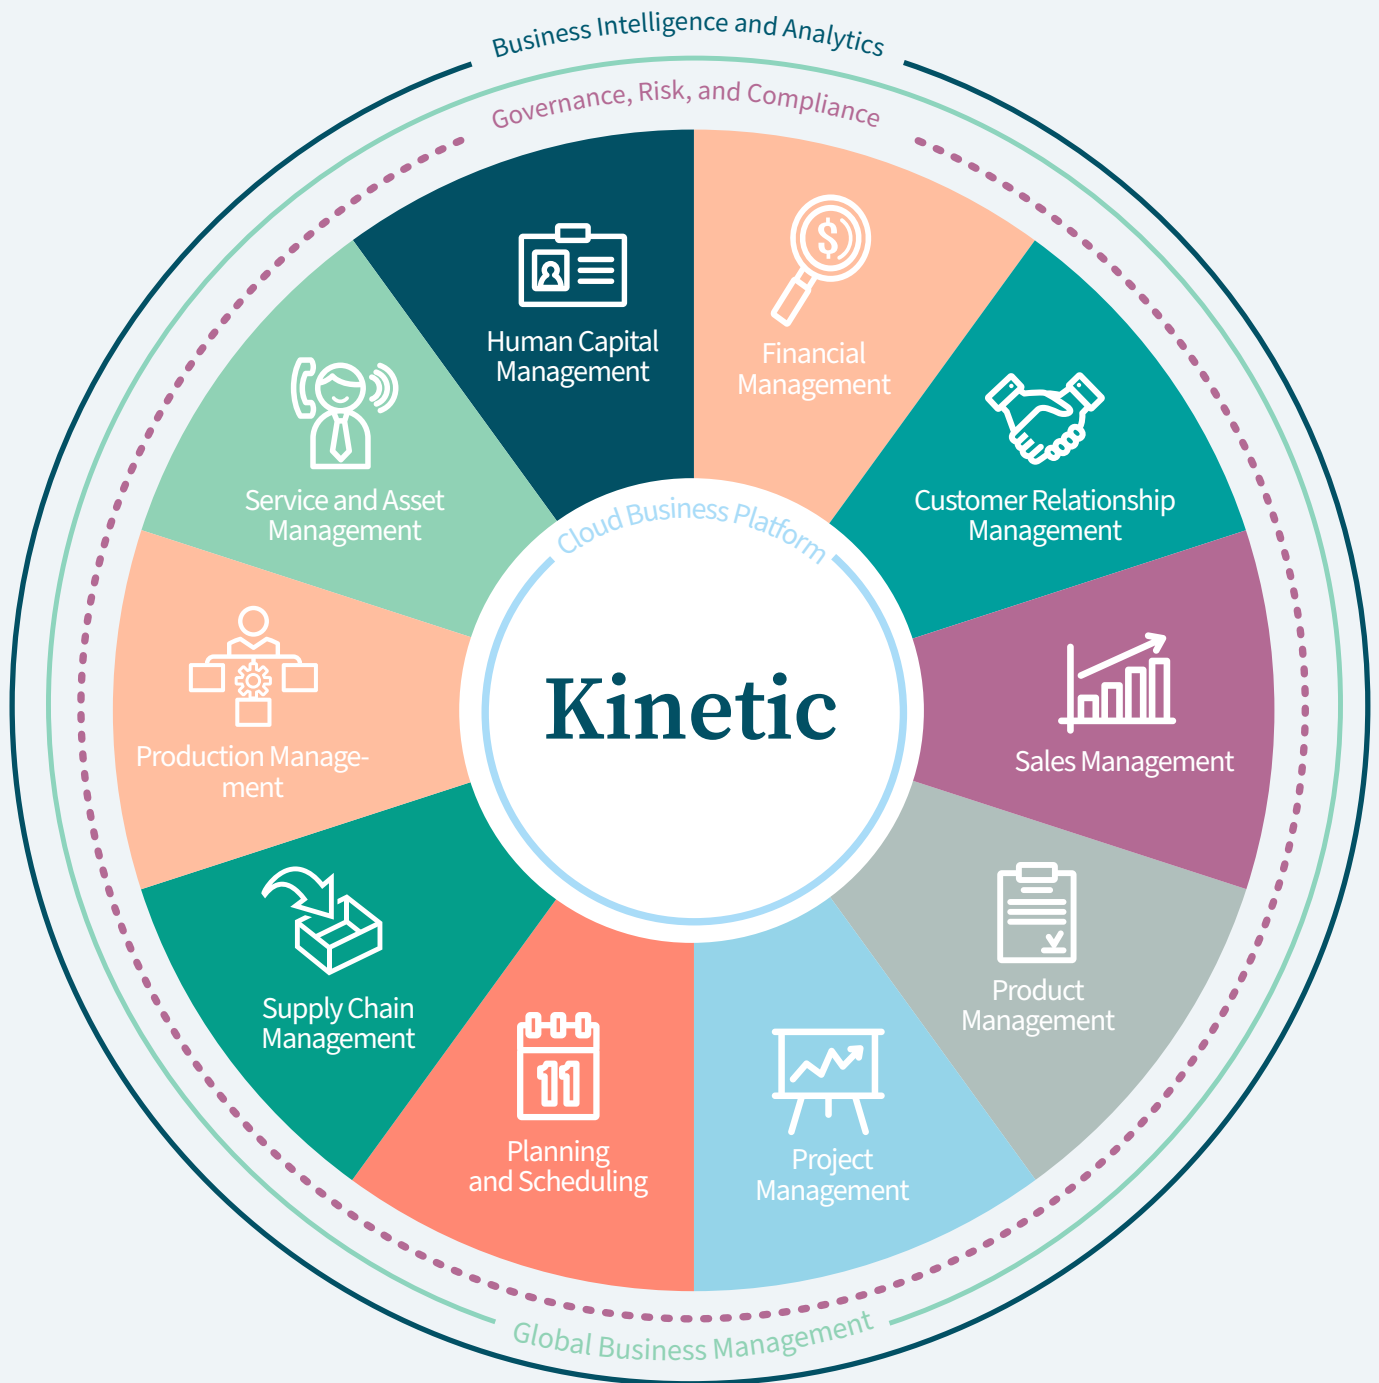 Business Intelligence and Analytics
Governance, Risk, and Compliance
Human Capital
Management
Financial
Management
Service and Asset
Management
Customer Relationship
Management
Cloud Business Platform
Kinetic
Production Manage-
ment
Sales Management
Supply Chain
Management
Product
Management
11
Planning
and Scheduling
Project
Management
Global Business Management
$